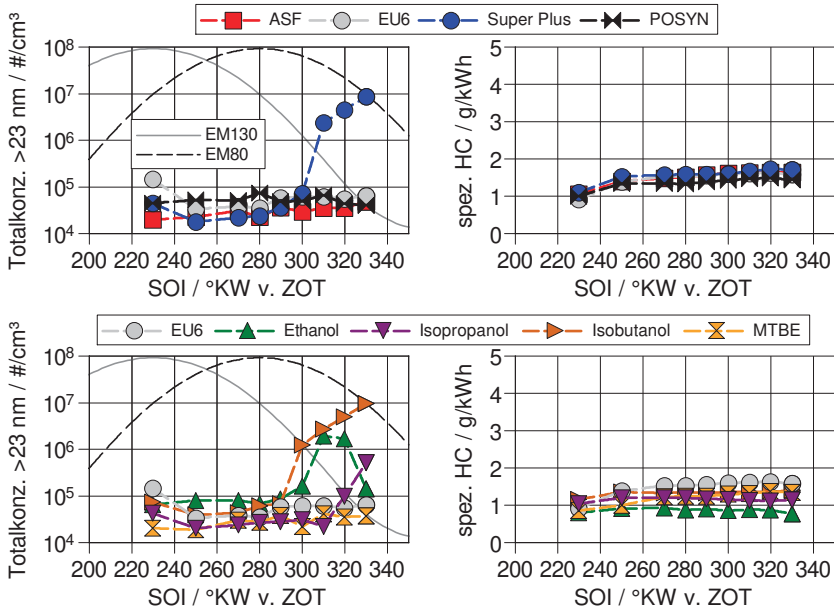 ASF EU6 Super Plus POSYN
Totalkonz. >23 nm / #/cm³
10⁸
10⁷
10⁶
10⁵
10⁴
EM130
EM80
200 220 240 260 280 300 320 340
SOI / °KW v. ZOT
spez. HC / g/kWh
5
4
3
2
1
0
200 220 240 260 280 300 320 340
SOI / °KW v. ZOT
EU6 Ethanol Isopropanol Isobutanol MTBE
Totalkonz. >23 nm / #/cm³
10⁸
10⁷
10⁶
10⁵
10⁴
200 220 240 260 280 300 320 340
SOI / °KW v. ZOT
spez. HC / g/kWh
5
4
3
2
1
0
200 220 240 260 280 300 320 340
SOI / °KW v. ZOT